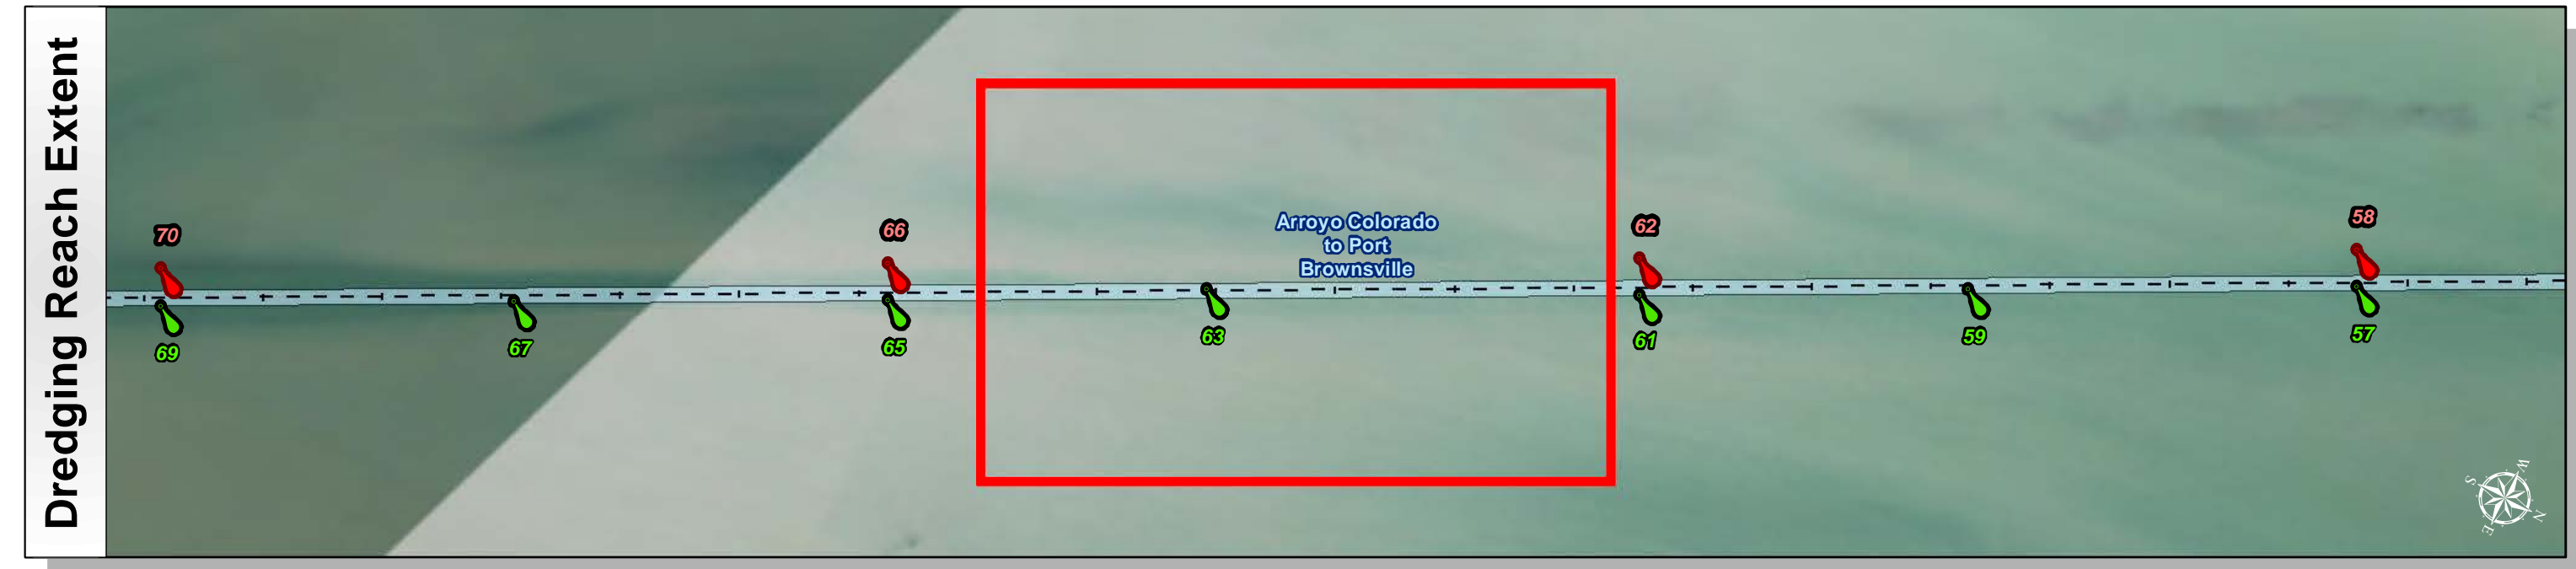 Dredging Reach Extent
70
66
62
58
Arroyo Colorado
to Port
Brownsville
69
67
65
63
61
59
57
W
S
N
E